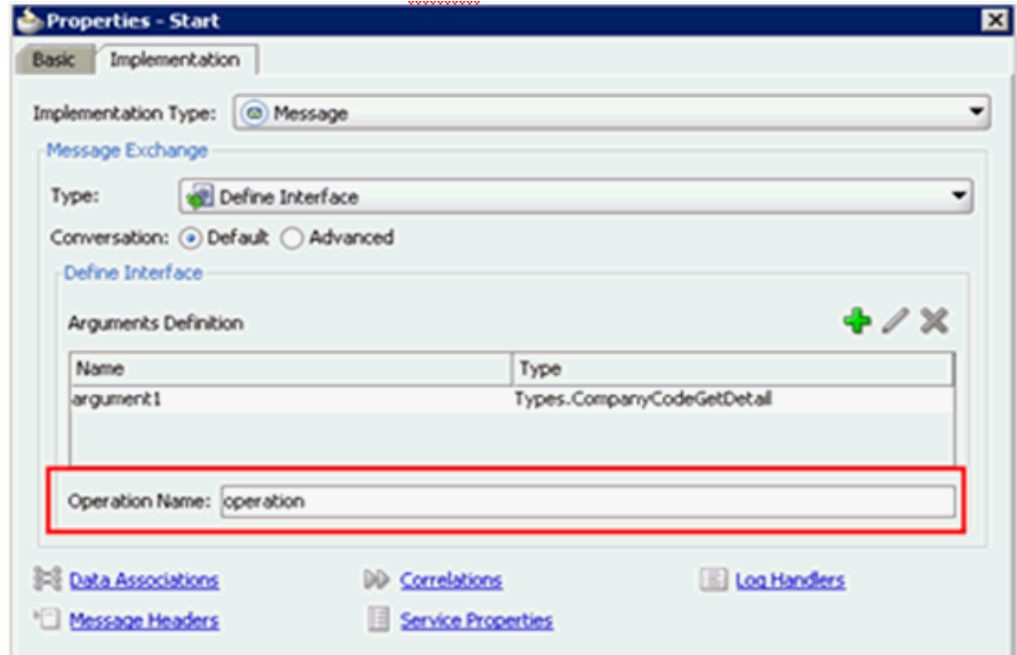 Properties - Start
Basic Implementation
Implementation Type: Message
Message Exchange
Type: Define Interface
Conversation: Default Advanced
Define Interface
Arguments Definition
Name Type
argument1 Types.CompanyCodeGetDetail
Operation Name: operation
Data Associations Correlations Log Handlers
Message Headers Service Properties